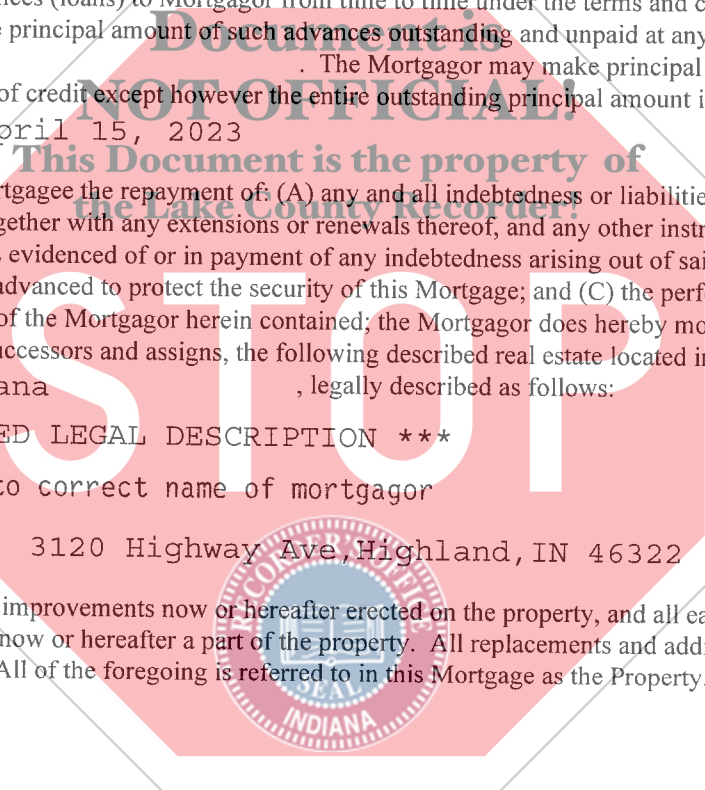 nces (loans) to Mortgagor from time to time under the terms and c
Document is
e principal amount of such advances outstanding and unpaid at any
. The Mortgagor may make principal
NOT OFFICIAL!
of credit except however the entire outstanding principal amount i
pril 15, 2023
This Document is the property of
rtgagee the repayment of: (A) any and all indebtedness or liabilitie
the Lake County Recorder!
gether with any extensions or renewals thereof, and any other instr
evidenced of or in payment of any indebtedness arising out of sai
advanced to protect the security of this Mortgage; and (C) the perf
of the Mortgagor herein contained; the Mortgagor does hereby mo
uccessors and assigns, the following described real estate located in
ana , legally described as follows:
STOP
ED LEGAL DESCRIPTION ***
to correct name of mortgagor
3120 Highway Ave,Highland,IN 46322
RECORDER'S OFFICE
improvements now or hereafter erected on the property, and all ea
now or hereafter a part of the property. All replacements and addi
All of the foregoing is referred to in this Mortgage as the Property.
SEAL
INDIANA